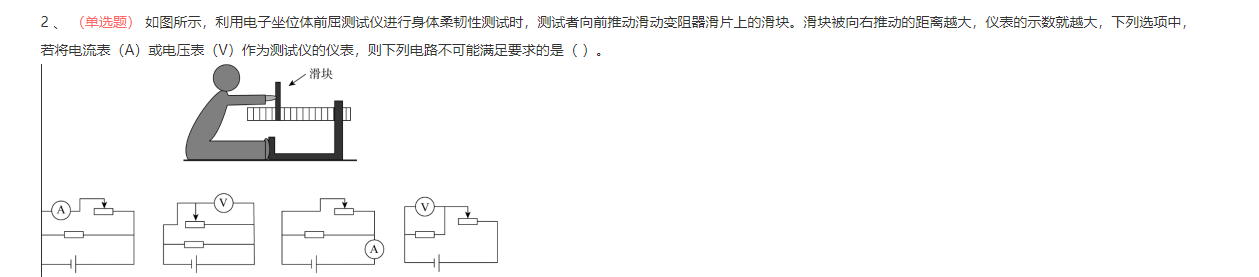 2、（单选题） 如图所示，利用电子坐位体前屈测试仪进行身体柔韧性测试时，测试者向前推动滑动变阻器滑片上的滑块。滑块被向右推动的距离越大，仪表的示数就越大，下列选项中，
若将电流表（A）或电压表（V）作为测试仪的仪表，则下列电路不可能满足要求的是（ ）。
滑块
A V A V